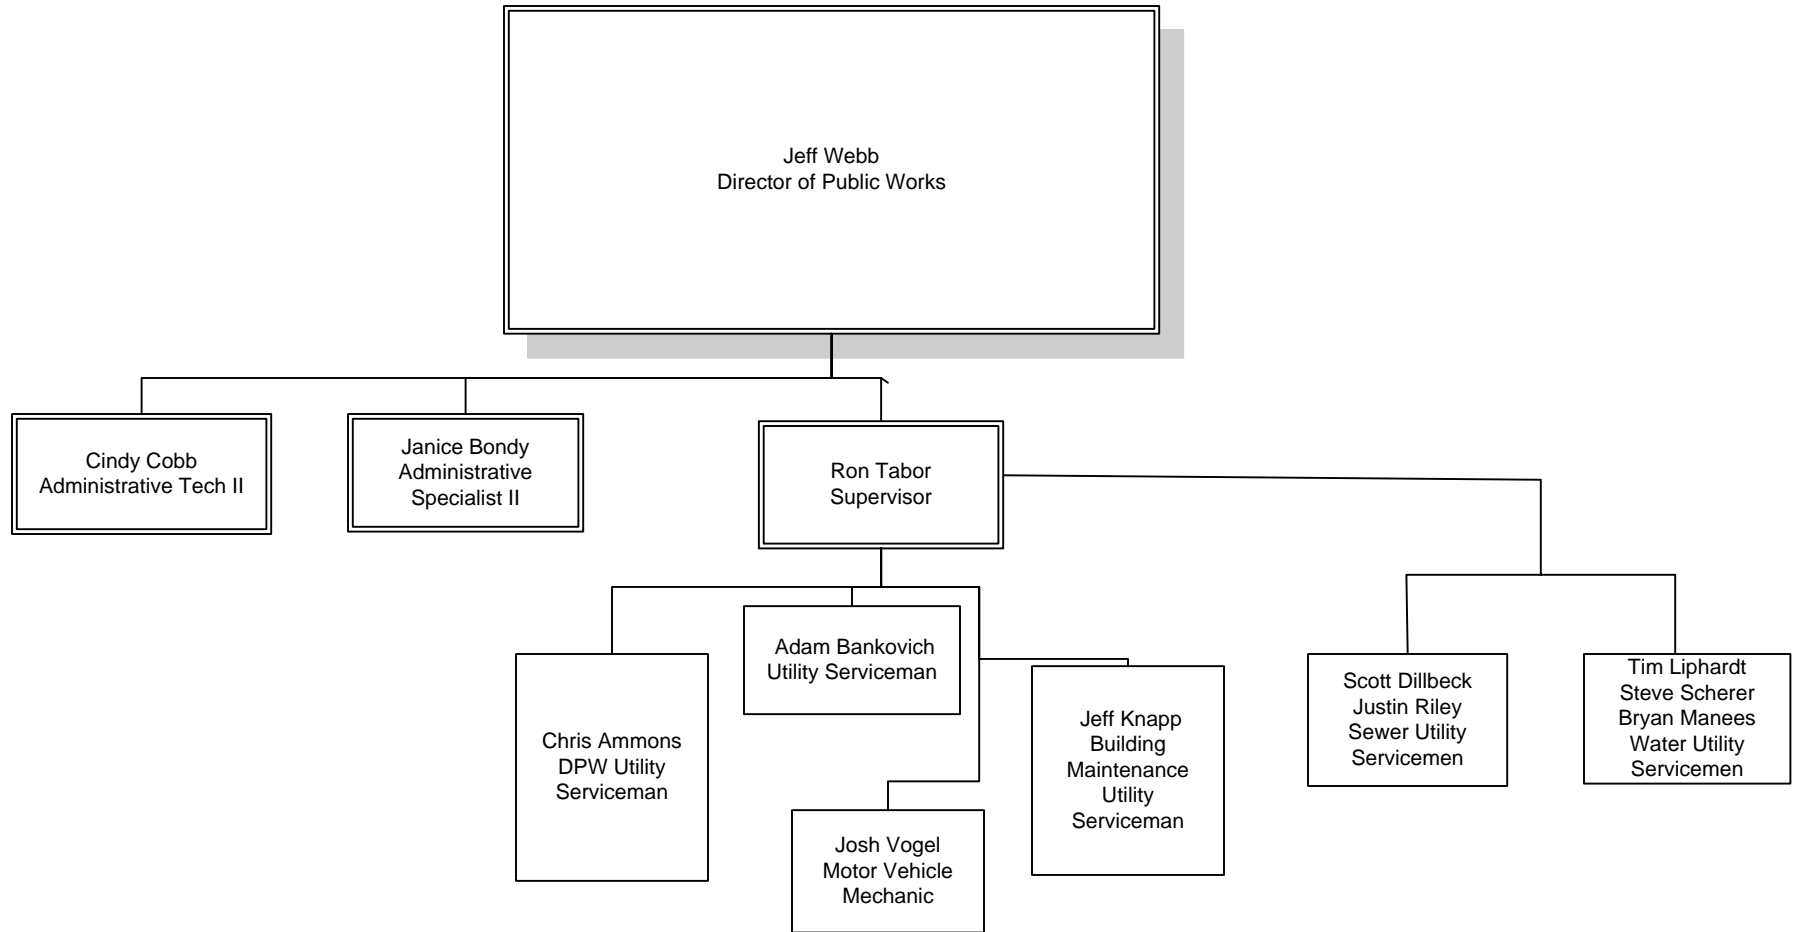 Jeff Webb
Director of Public Works
Cindy Cobb
Administrative Tech II
Janice Bondy
Administrative
Specialist II
Ron Tabor
Supervisor
Adam Bankovich
Utility Serviceman
Chris Ammons
DPW Utility
Serviceman
Josh Vogel
Motor Vehicle
Mechanic
Jeff Knapp
Building
Maintenance
Utility
Serviceman
Scott Dillbeck
Justin Riley
Sewer Utility
Servicemen
Tim Liphardt
Steve Scherer
Bryan Manees
Water Utility
Servicemen